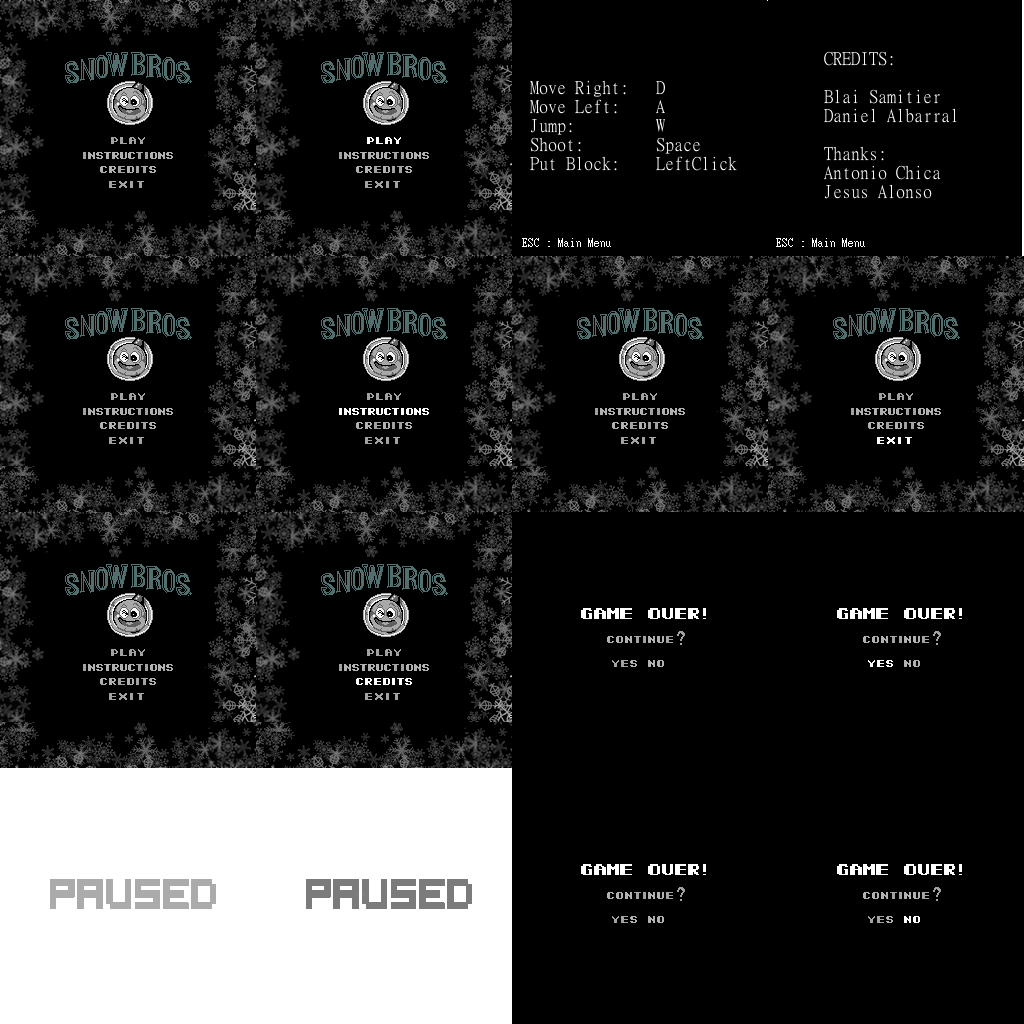 SNOW BROS.
PLAY
INSTRUCTIONS
CREDITS
EXIT
SNOW BROS.
PLAY
INSTRUCTIONS
CREDITS
EXIT
Move Right: D
Move Left: A
Jump: W
Shoot: Space
Put Block: LeftClick
ESC : Main Menu
CREDITS:
Blai Samitier
Daniel Albarral
Thanks:
Antonio Chica
Jesus Alonso
ESC : Main Menu
SNOW BROS.
PLAY
INSTRUCTIONS
CREDITS
EXIT
SNOW BROS.
PLAY
INSTRUCTIONS
CREDITS
EXIT
SNOW BROS.
PLAY
INSTRUCTIONS
CREDITS
EXIT
SNOW BROS.
PLAY
INSTRUCTIONS
CREDITS
EXIT
SNOW BROS.
PLAY
INSTRUCTIONS
CREDITS
EXIT
SNOW BROS.
PLAY
INSTRUCTIONS
CREDITS
EXIT
GAME OVER!
CONTINUE?
YES NO
GAME OVER!
CONTINUE?
YES NO
PAUSED
PAUSED
GAME OVER!
CONTINUE?
YES NO
GAME OVER!
CONTINUE?
YES NO